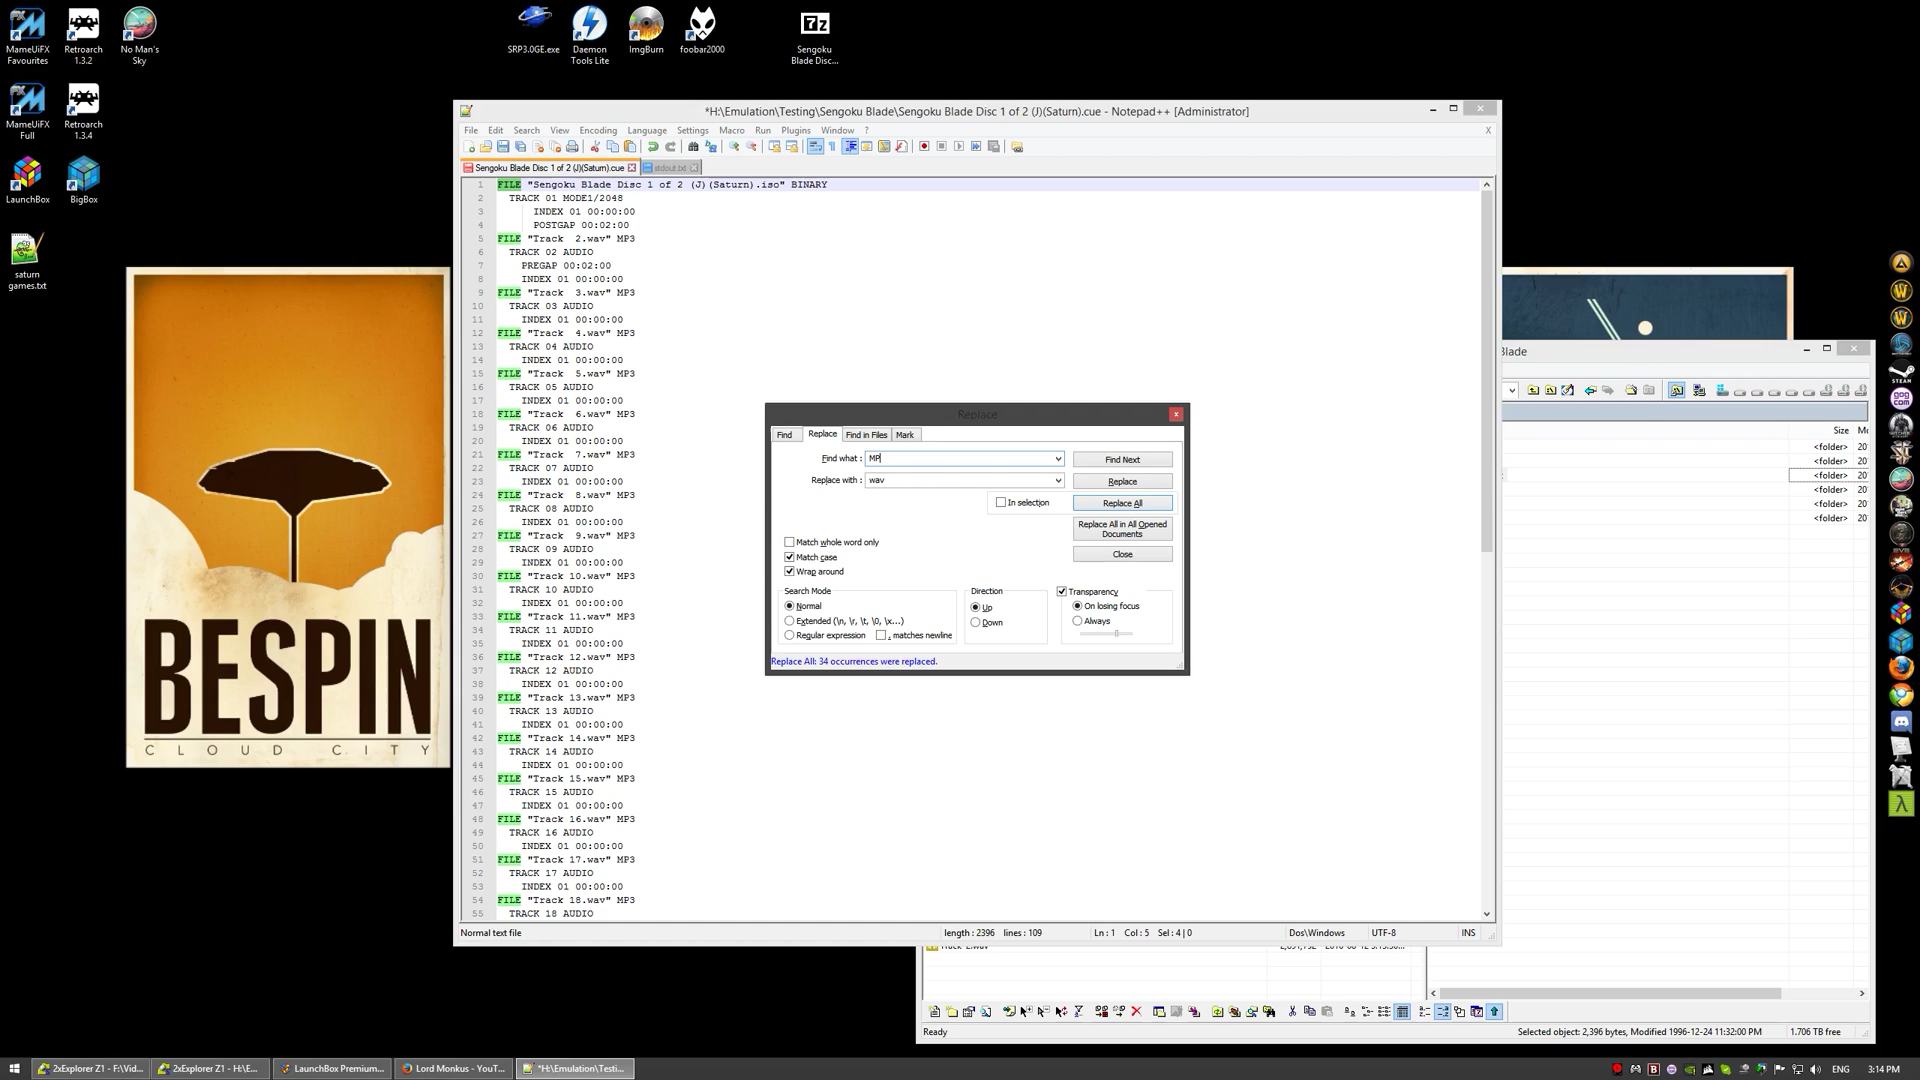 MameUiFX
Favourites
Retroarch
1.3.2
No Man's
Sky
SRP3.0GE.exe
Daemon
Tools Lite
ImgBurn
foobar2000
7z
Sengoku
Blade Disc...
MameUiFX
Full
Retroarch
1.3.4
LaunchBox
BigBox
saturn
games.txt
BESPIN
CLOUD CITY
*H:\Emulation\Testing\Sengoku Blade\Sengoku Blade Disc 1 of 2 (J)(Saturn).cue - Notepad++ [Administrator]
File Edit Search View Encoding Language Settings Macro Run Plugins Window ? X
Sengoku Blade Disc 1 of 2 (J)(Saturn).cue
stdout.txt
1 FILE "Sengoku Blade Disc 1 of 2 (J)(Saturn).iso" BINARY
2 TRACK 01 MODE1/2048
3 INDEX 01 00:00:00
4 POSTGAP 00:02:00
5 FILE "Track  2.wav" MP3
6 TRACK 02 AUDIO
7 PREGAP 00:02:00
8 INDEX 01 00:00:00
9 FILE "Track  3.wav" MP3
10 TRACK 03 AUDIO
11 INDEX 01 00:00:00
12 FILE "Track  4.wav" MP3
13 TRACK 04 AUDIO
14 INDEX 01 00:00:00
15 FILE "Track  5.wav" MP3
16 TRACK 05 AUDIO
17 INDEX 01 00:00:00
18 FILE "Track  6.wav" MP3
19 TRACK 06 AUDIO
20 INDEX 01 00:00:00
21 FILE "Track  7.wav" MP3
22 TRACK 07 AUDIO
23 INDEX 01 00:00:00
24 FILE "Track  8.wav" MP3
25 TRACK 08 AUDIO
26 INDEX 01 00:00:00
27 FILE "Track  9.wav" MP3
28 TRACK 09 AUDIO
29 INDEX 01 00:00:00
30 FILE "Track 10.wav" MP3
31 TRACK 10 AUDIO
32 INDEX 01 00:00:00
33 FILE "Track 11.wav" MP3
34 TRACK 11 AUDIO
35 INDEX 01 00:00:00
36 FILE "Track 12.wav" MP3
37 TRACK 12 AUDIO
38 INDEX 01 00:00:00
39 FILE "Track 13.wav" MP3
40 TRACK 13 AUDIO
41 INDEX 01 00:00:00
42 FILE "Track 14.wav" MP3
43 TRACK 14 AUDIO
44 INDEX 01 00:00:00
45 FILE "Track 15.wav" MP3
46 TRACK 15 AUDIO
47 INDEX 01 00:00:00
48 FILE "Track 16.wav" MP3
49 TRACK 16 AUDIO
50 INDEX 01 00:00:00
51 FILE "Track 17.wav" MP3
52 TRACK 17 AUDIO
53 INDEX 01 00:00:00
54 FILE "Track 18.wav" MP3
55 TRACK 18 AUDIO
Normal text file length : 2396 lines : 109 Ln : 1 Col : 5 Sel : 4 | 0 Dos\Windows UTF-8 INS
Replace
Find Replace Find in Files Mark
Find what : MP Find Next
Replace with : wav Replace
In selection Replace All
Replace All in All Opened
Documents
Match whole word only
Close
Match case
Wrap around
Search Mode Direction Transparency
Normal Up On losing focus
Extended (\n, \r, \t, \0, \x...) Down Always
Regular expression . matches newline
Replace All: 34 occurrences were replaced.
Blade
Size
<folder> 20
<folder> 20
<folder> 20
<folder> 20
<folder> 20
<folder> 20
STEAM
gog
com
EVE
Ready Selected object: 2,396 bytes, Modified 1996-12-24 11:32:00 PM 1.706 TB free
2xExplorer Z1 - F:\Vid... 2xExplorer Z1 - H:\E... LaunchBox Premium... Lord Monkus - YouT... *H:\Emulation\Testi... ENG 3:14 PM